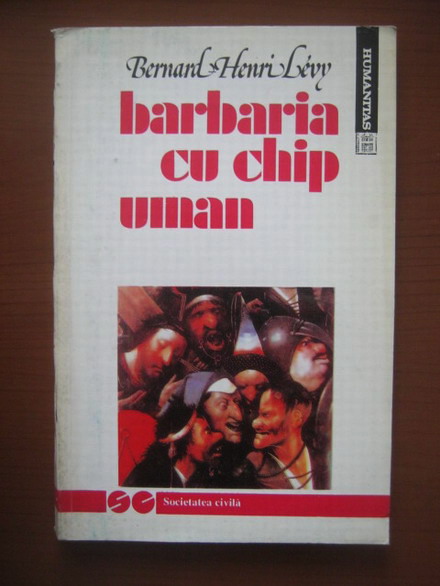 Bernard-Henri Lévy
HUMANITAS
barbaria
cu chip
uman
SC Societatea civilă